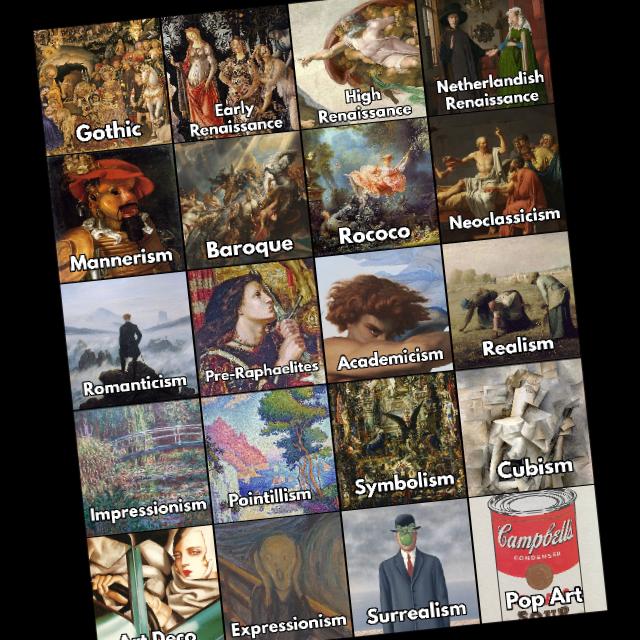 Gothic
Early
Renaissance
High
Renaissance
Netherlandish
Renaissance
Mannerism
Baroque
Rococo
Neoclassicism
Romanticism
Pre-Raphaelites
Academicism
Realism
Impressionism
Pointillism
Symbolism
Cubism
Art Deco
Expressionism
Surrealism
Campbell's
CONDENSED
Pop Art
SOUP